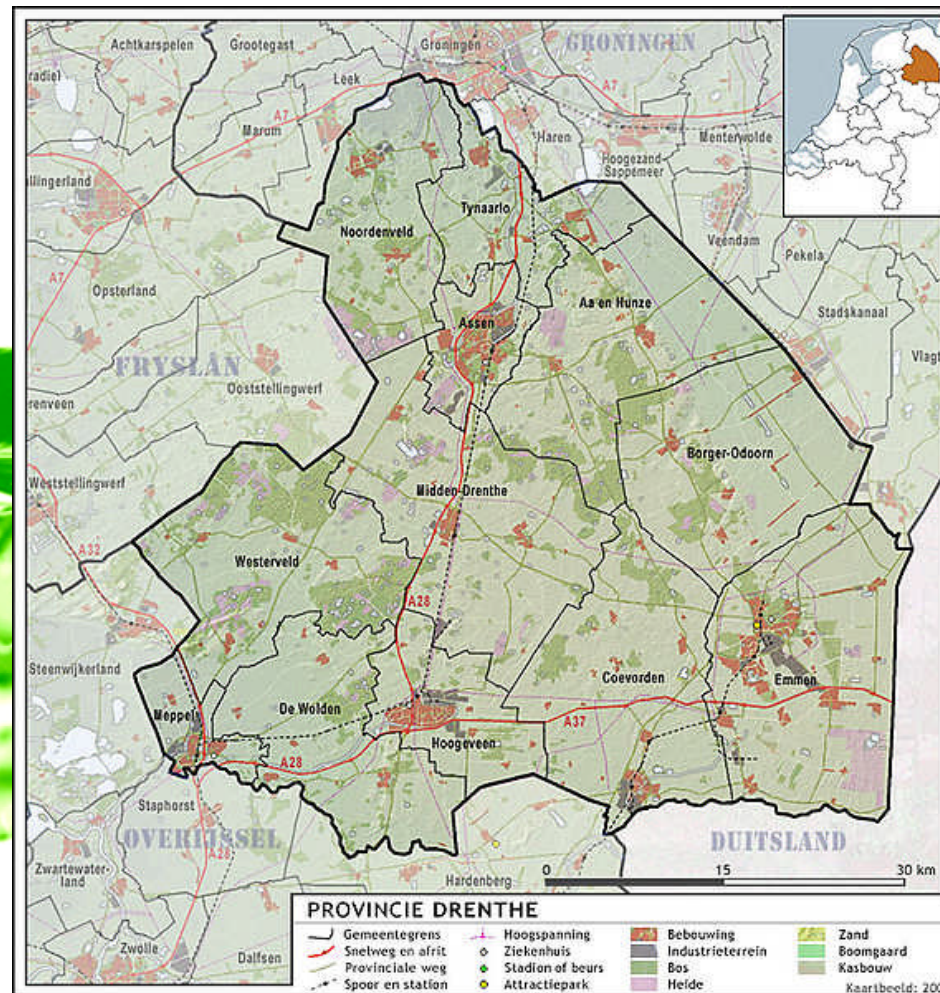 Achtkarspelen
Grootegast
Groningen
GRONINGEN
Leek
A7
A7
Marum
Haren
Menterwolde
Hoogezand-
Sappemeer
Tynaarlo
Noordenveld
Veendam
A7
Pekela
Opsterland
Aa en Hunze
Stadskanaal
Assen
FRYSLÂN
Ooststellingwerf
Borger-Odoorn
Weststellingwerf
Midden-Drenthe
A32
Westerveld
A28
Steenwijkerland
Coevorden
Emmen
De Wolden
Meppel
A37
Hoogeveen
A28
Staphorst
OVERIJSSEL
DUITSLAND
A28
Zwartewater-
land
Hardenberg
0 15 30 km
Zwolle
Dalfsen
PROVINCIE DRENTHE
Gemeentegrens
Snelweg en afrit
Provinciale weg
Spoor en station
Hoogspanning
Ziekenhuis
Stadion of beurs
Attractiepark
Bebouwing
Industrieterrein
Bos
Heide
Zand
Boomgaard
Kasbouw
Kaartbeeld: